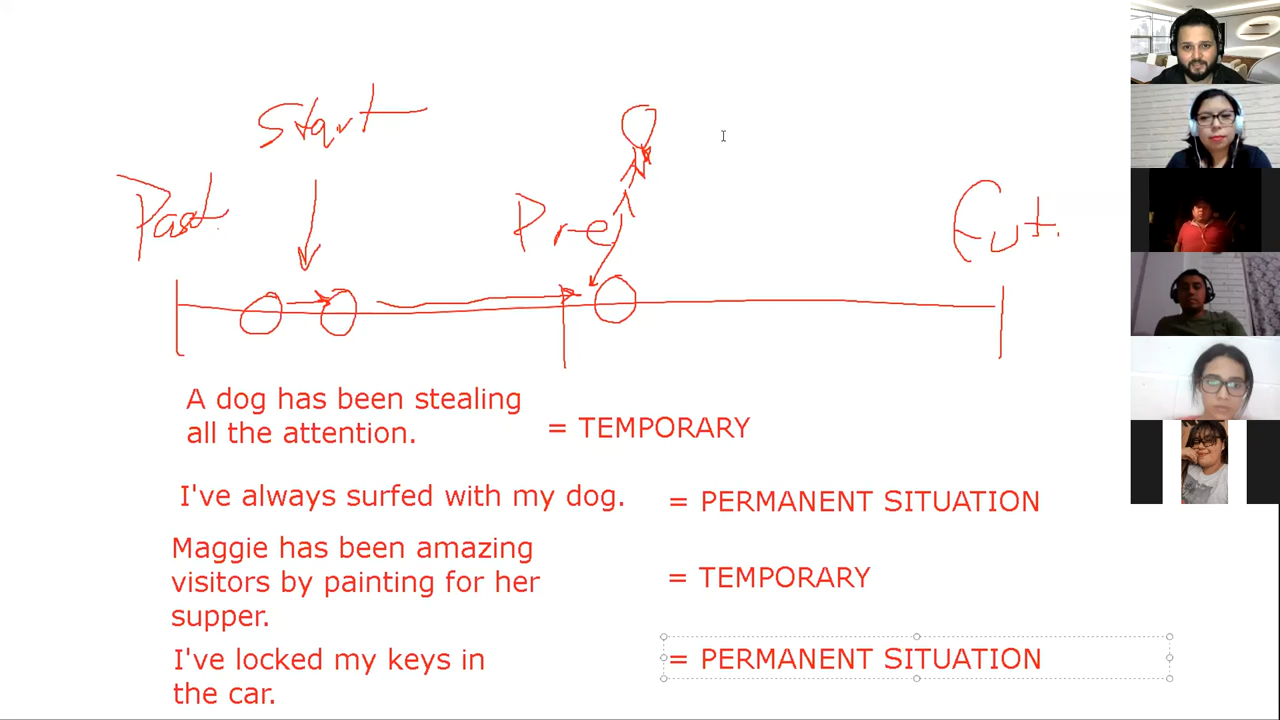 Start
Past
Pre
Fut.
A dog has been stealing
all the attention.
= TEMPORARY
I've always surfed with my dog.
= PERMANENT SITUATION
Maggie has been amazing
visitors by painting for her
supper.
= TEMPORARY
I've locked my keys in
the car.
= PERMANENT SITUATION